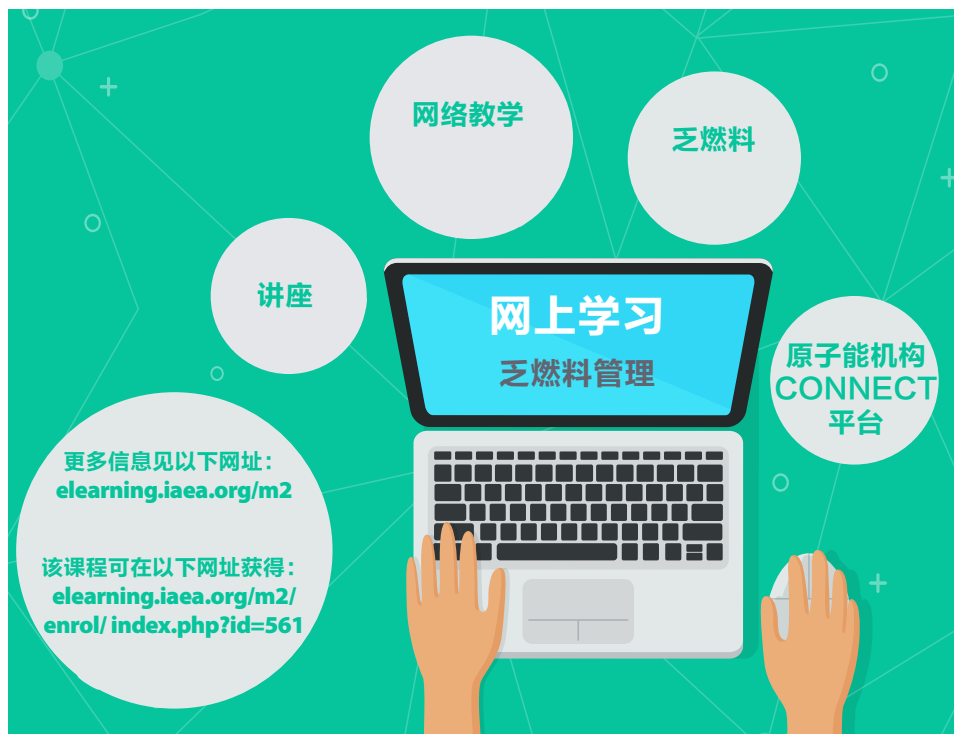 网络教学
乏燃料
讲座
网上学习
乏燃料管理
原子能机构
CONNECT
平台
更多信息见以下网址：
elearning.iaea.org/m2
该课程可在以下网址获得：
elearning.iaea.org/m2/
enrol/ index.php?id=561